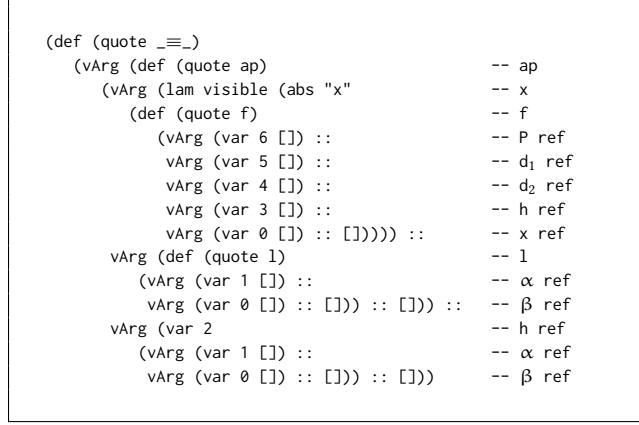 (def (quote _≡_)
   (vArg (def (quote ap)                         -- ap
      (vArg (lam visible (abs "x"                -- x
         (def (quote f)                          -- f
            (vArg (var 6 []) ::                  -- P ref
             vArg (var 5 []) ::                  -- d₁ ref
             vArg (var 4 []) ::                  -- d₂ ref
             vArg (var 3 []) ::                  -- h ref
             vArg (var 0 []) :: [])))) ::        -- x ref
       vArg (def (quote l)                       -- l
          (vArg (var 1 []) ::                    -- α ref
           vArg (var 0 []) :: [])) :: [])) ::    -- β ref
       vArg (var 2                               -- h ref
          (vArg (var 1 []) ::                    -- α ref
           vArg (var 0 []) :: [])) :: []))       -- β ref